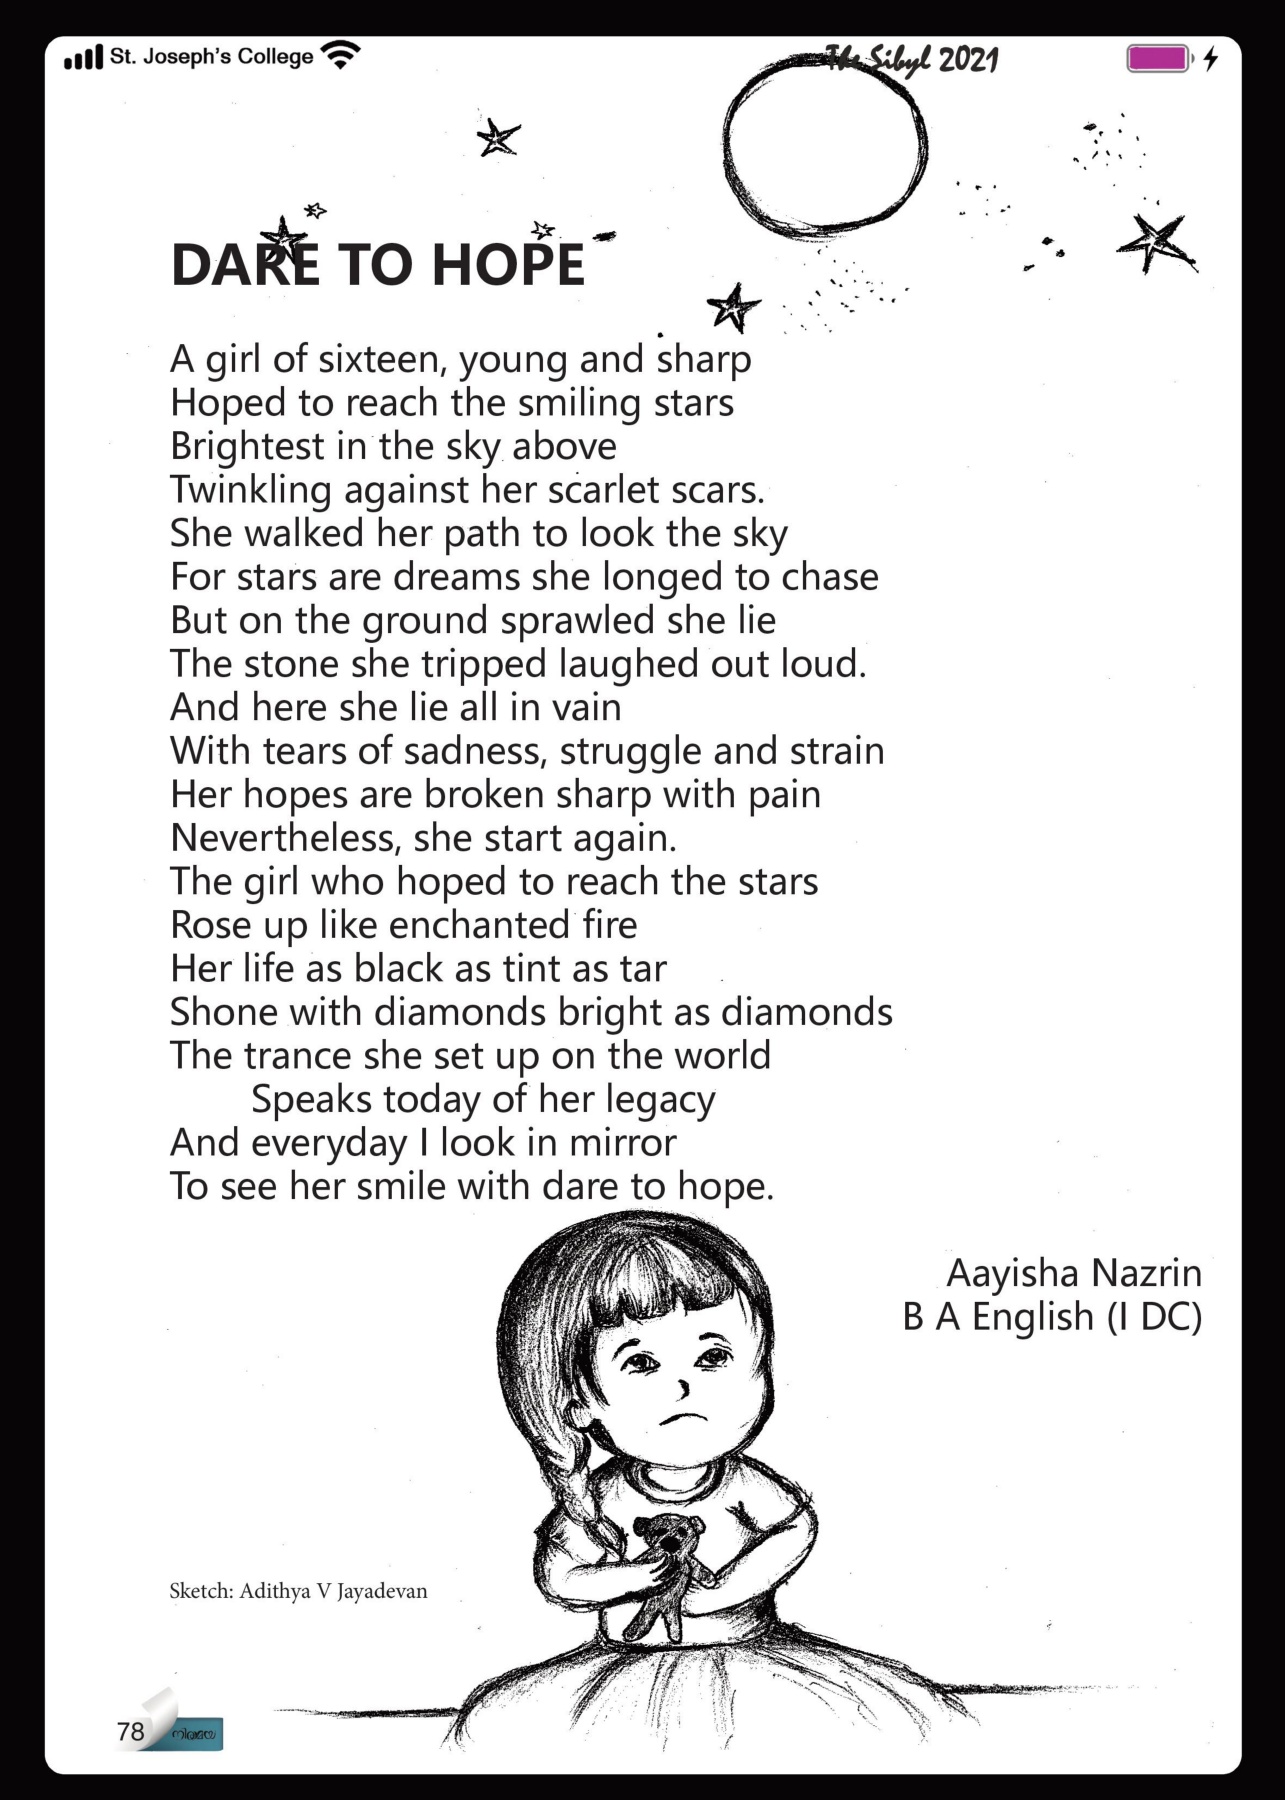 St. Joseph's College
The Sibyl 2021
DARE TO HOPE
A girl of sixteen, young and sharp
Hoped to reach the smiling stars
Brightest in the sky above
Twinkling against her scarlet scars.
She walked her path to look the sky
For stars are dreams she longed to chase
But on the ground sprawled she lie
The stone she tripped laughed out loud.
And here she lie all in vain
With tears of sadness, struggle and strain
Her hopes are broken sharp with pain
Nevertheless, she start again.
The girl who hoped to reach the stars
Rose up like enchanted fire
Her life as black as tint as tar
Shone with diamonds bright as diamonds
The trance she set up on the world
Speaks today of her legacy
And everyday I look in mirror
To see her smile with dare to hope.
Aayisha Nazrin
B A English (I DC)
Sketch: Adithya V Jayadevan
78